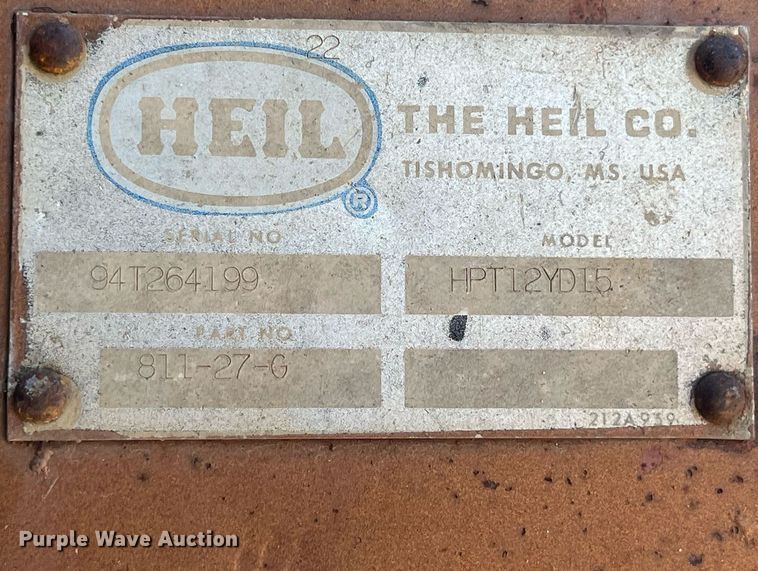 22
HEIL
®
THE HEIL CO.
TISHOMINGO, MS. USA
SERIAL NO
MODEL
94T264199
HPT12YD15
PART NO
811-27-G
212A939
Purple Wave Auction